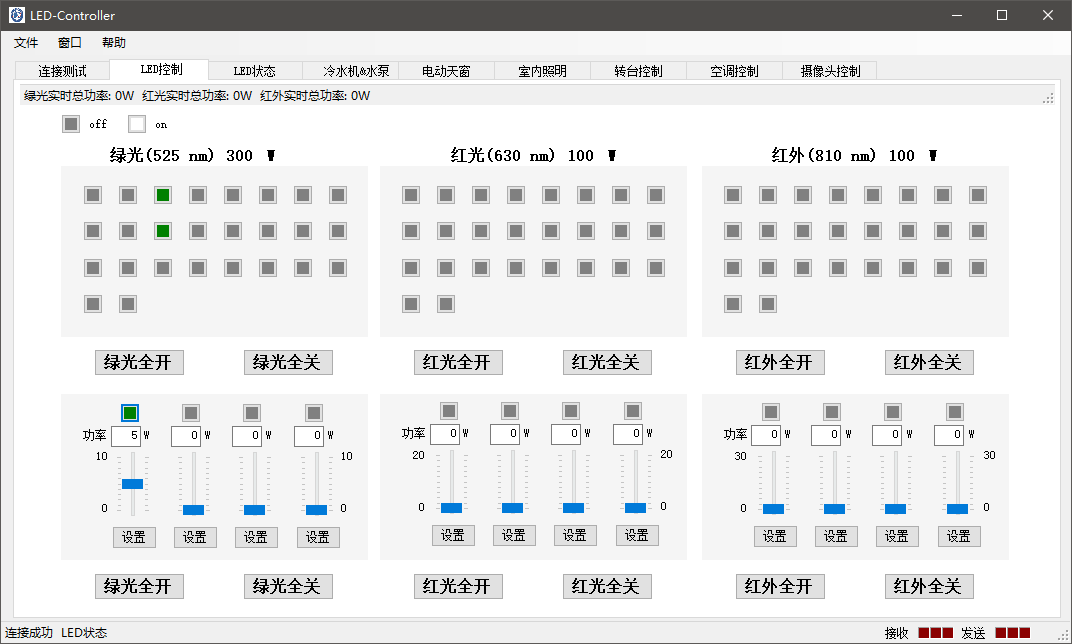 LED-Controller
文件 窗口 帮助
连接测试 LED控制 LED状态 冷水机&水泵 电动天窗 室内照明 转台控制 空调控制 摄像头控制
绿光实时总功率: 0W 红光实时总功率: 0W 红外实时总功率: 0W
off on
绿光(525 nm) 300 W 红光(630 nm) 100 W 红外(810 nm) 100 W
绿光全开 绿光全关 红光全开 红光全关 红外全开 红外全关
功率 5 W 0 W 0 W 0 W 功率 0 W 0 W 0 W 0 W 功率 0 W 0 W 0 W 0 W
10 10 20 20 30 30
0 0 0 0 0 0
设置 设置 设置 设置 设置 设置 设置 设置 设置 设置 设置 设置
绿光全开 绿光全关 红光全开 红光全关 红外全开 红外全关
连接成功 LED状态 接收 发送